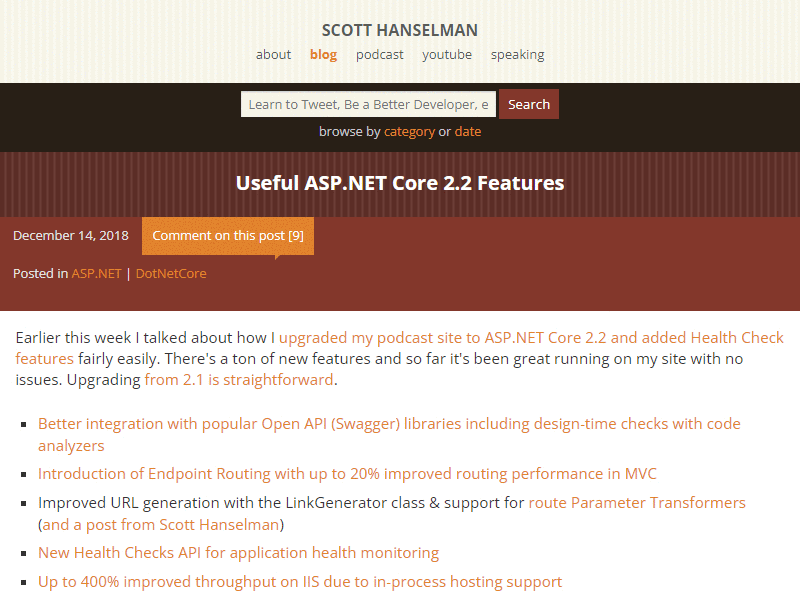 SCOTT HANSELMAN
about blog podcast youtube speaking
Learn to Tweet, Be a Better Developer, e Search
browse by category or date
Useful ASP.NET Core 2.2 Features
December 14, 2018 Comment on this post [9]
Posted in ASP.NET | DotNetCore
Earlier this week I talked about how I upgraded my podcast site to ASP.NET Core 2.2 and added Health Check
features fairly easily. There's a ton of new features and so far it's been great running on my site with no
issues. Upgrading from 2.1 is straightforward.
▪ Better integration with popular Open API (Swagger) libraries including design-time checks with code
analyzers
▪ Introduction of Endpoint Routing with up to 20% improved routing performance in MVC
▪ Improved URL generation with the LinkGenerator class & support for route Parameter Transformers
(and a post from Scott Hanselman)
▪ New Health Checks API for application health monitoring
▪ Up to 400% improved throughput on IIS due to in-process hosting support